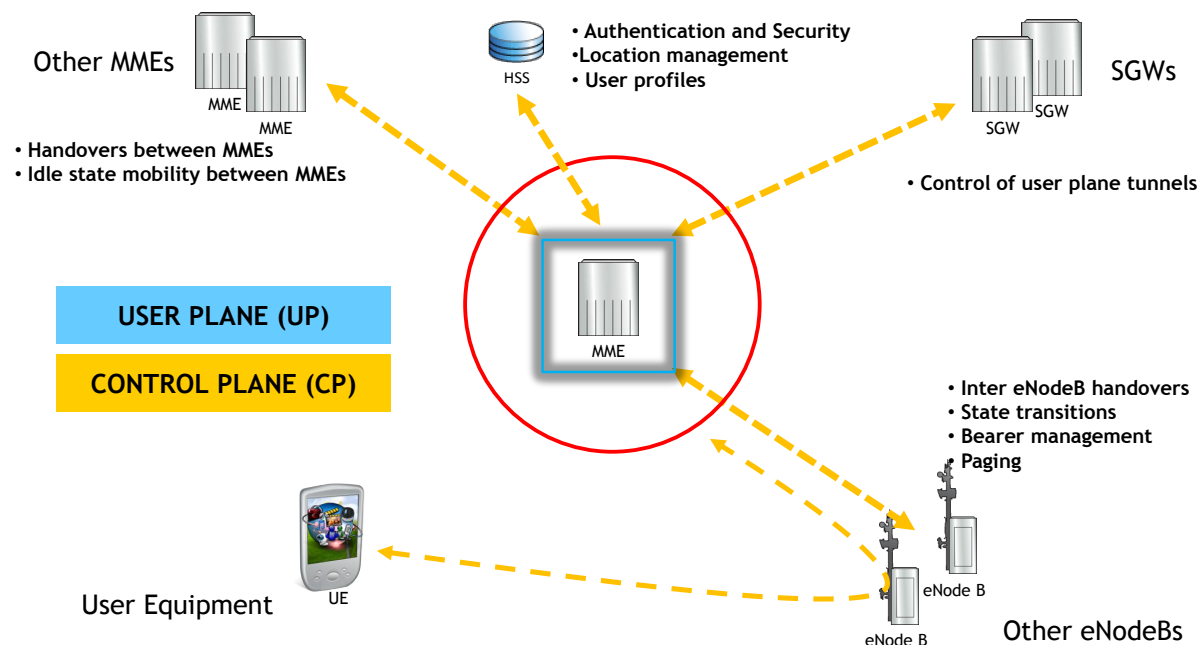 Other MMEs
MME
MME
• Handovers between MMEs
• Idle state mobility between MMEs
HSS
• Authentication and Security
•Location management
• User profiles
SGWs
SGW
SGW
• Control of user plane tunnels
USER PLANE (UP)
CONTROL PLANE (CP)
MME
• Inter eNodeB handovers
• State transitions
• Bearer management
• Paging
User Equipment
UE
eNode B
eNode B
Other eNodeBs